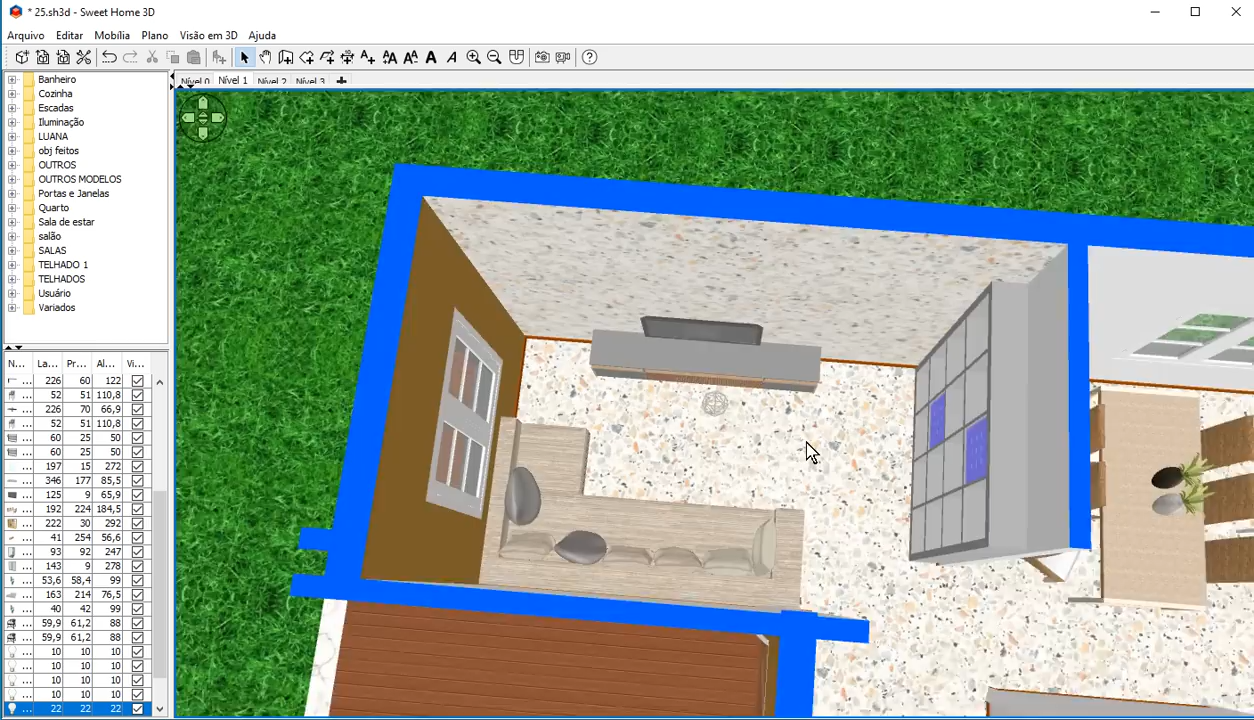 * 25.sh3d - Sweet Home 3D
Arquivo Editar Mobília Plano Visão em 3D Ajuda
Nível 0 Nível 1 Nível 2 Nível 3
Banheiro
Cozinha
Escadas
Iluminação
LUANA
obj feitos
OUTROS
OUTROS MODELOS
Portas e Janelas
Quarto
Sala de estar
salão
SALAS
TELHADO 1
TELHADOS
Usuário
Variados
N... La... Pr... Al... Vi...
... 226 60 122
... 52 51 110,8
... 226 70 66,9
... 52 51 110,8
... 60 25 50
... 60 25 50
... 197 15 272
... 346 177 85,5
... 125 9 65,9
... 192 224 184,5
... 222 30 292
... 41 254 56,6
... 93 92 247
... 143 9 278
... 53,6 58,4 99
... 163 214 76,5
... 40 42 99
... 59,9 61,2 88
... 59,9 61,2 88
... 10 10 10
... 10 10 10
... 10 10 10
... 10 10 10
... 22 22 22